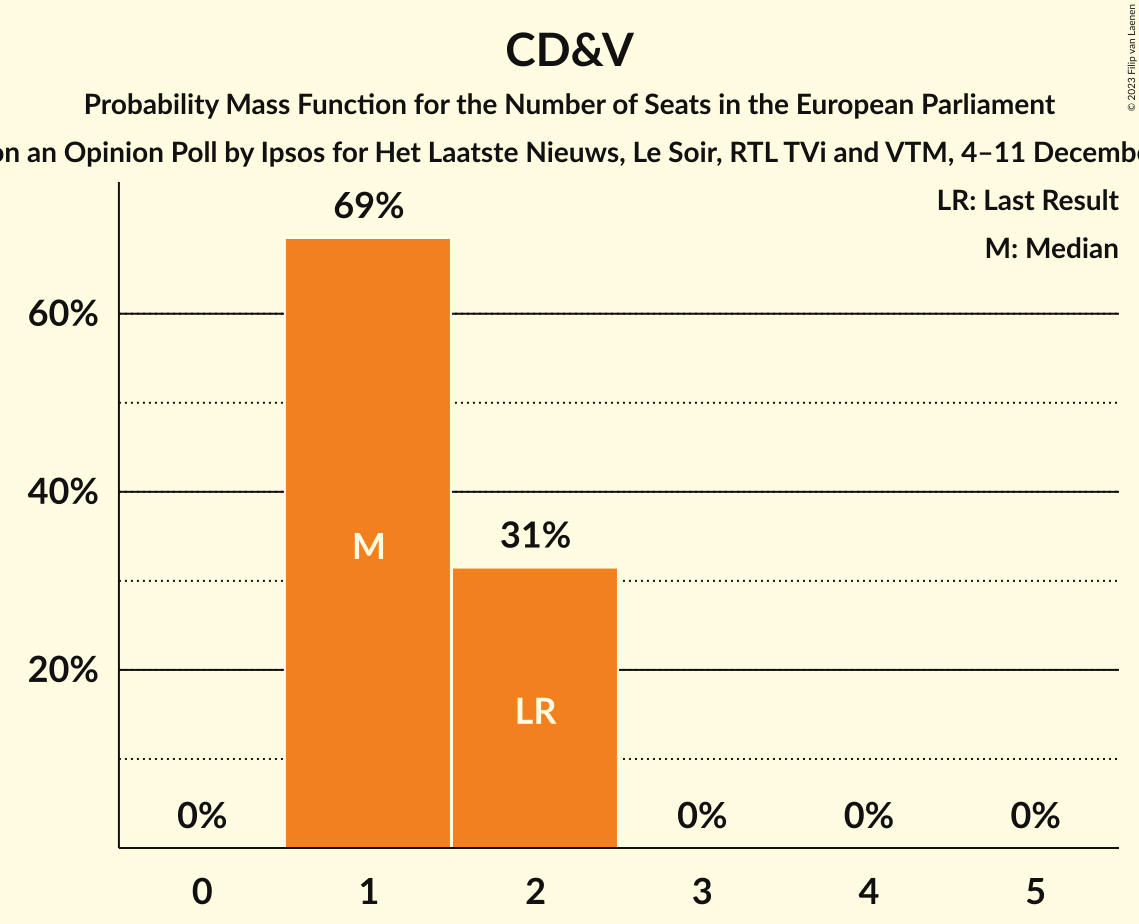 CD&V
Probability Mass Function for the Number of Seats in the European Parliament
on an Opinion Poll by Ipsos for Het Laatste Nieuws, Le Soir, RTL TVi and VTM, 4–11 Decembe
© 2023 Filip van Laenen
LR: Last Result
M: Median
69%
60%
40%
20%
M
31%
LR
0%
0%
0%
0%
0
1
2
3
4
5